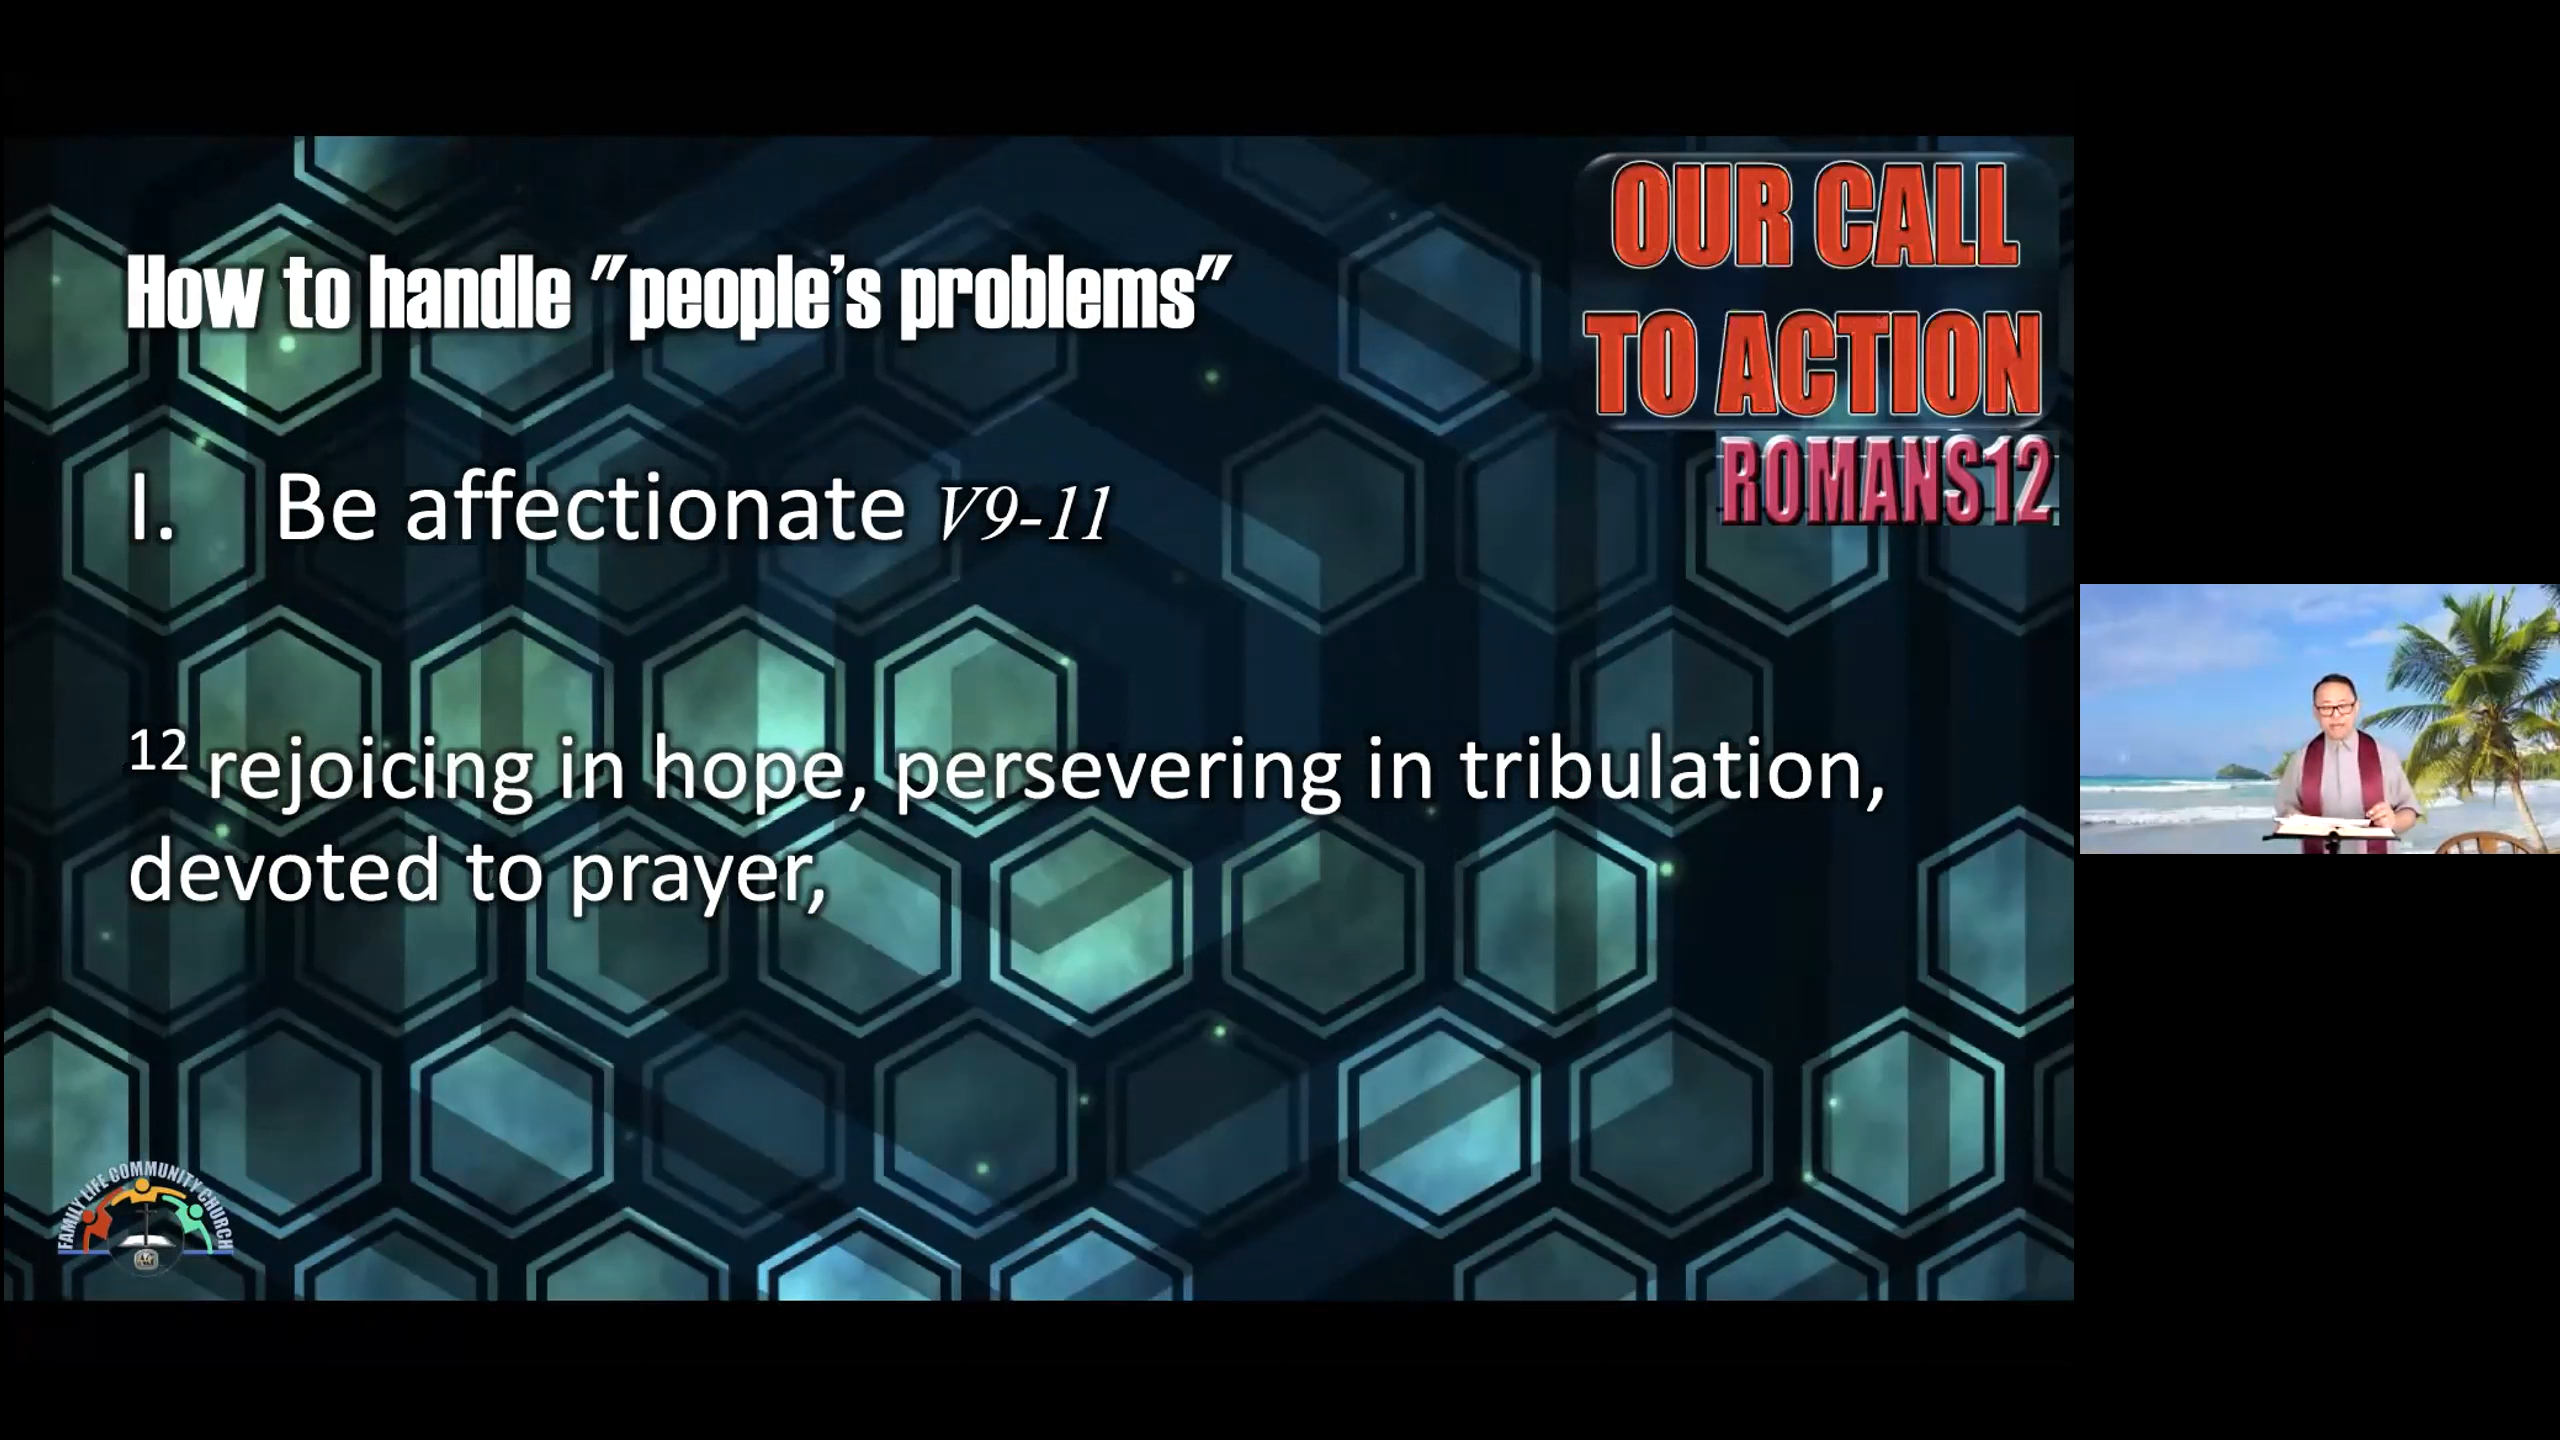 How to handle "people's problems"
OUR CALL
TO ACTION
ROMANS12
I. Be affectionate V9-11
12 rejoicing in hope, persevering in tribulation,
devoted to prayer,
FAMILY LIFE COMMUNITY CHURCH